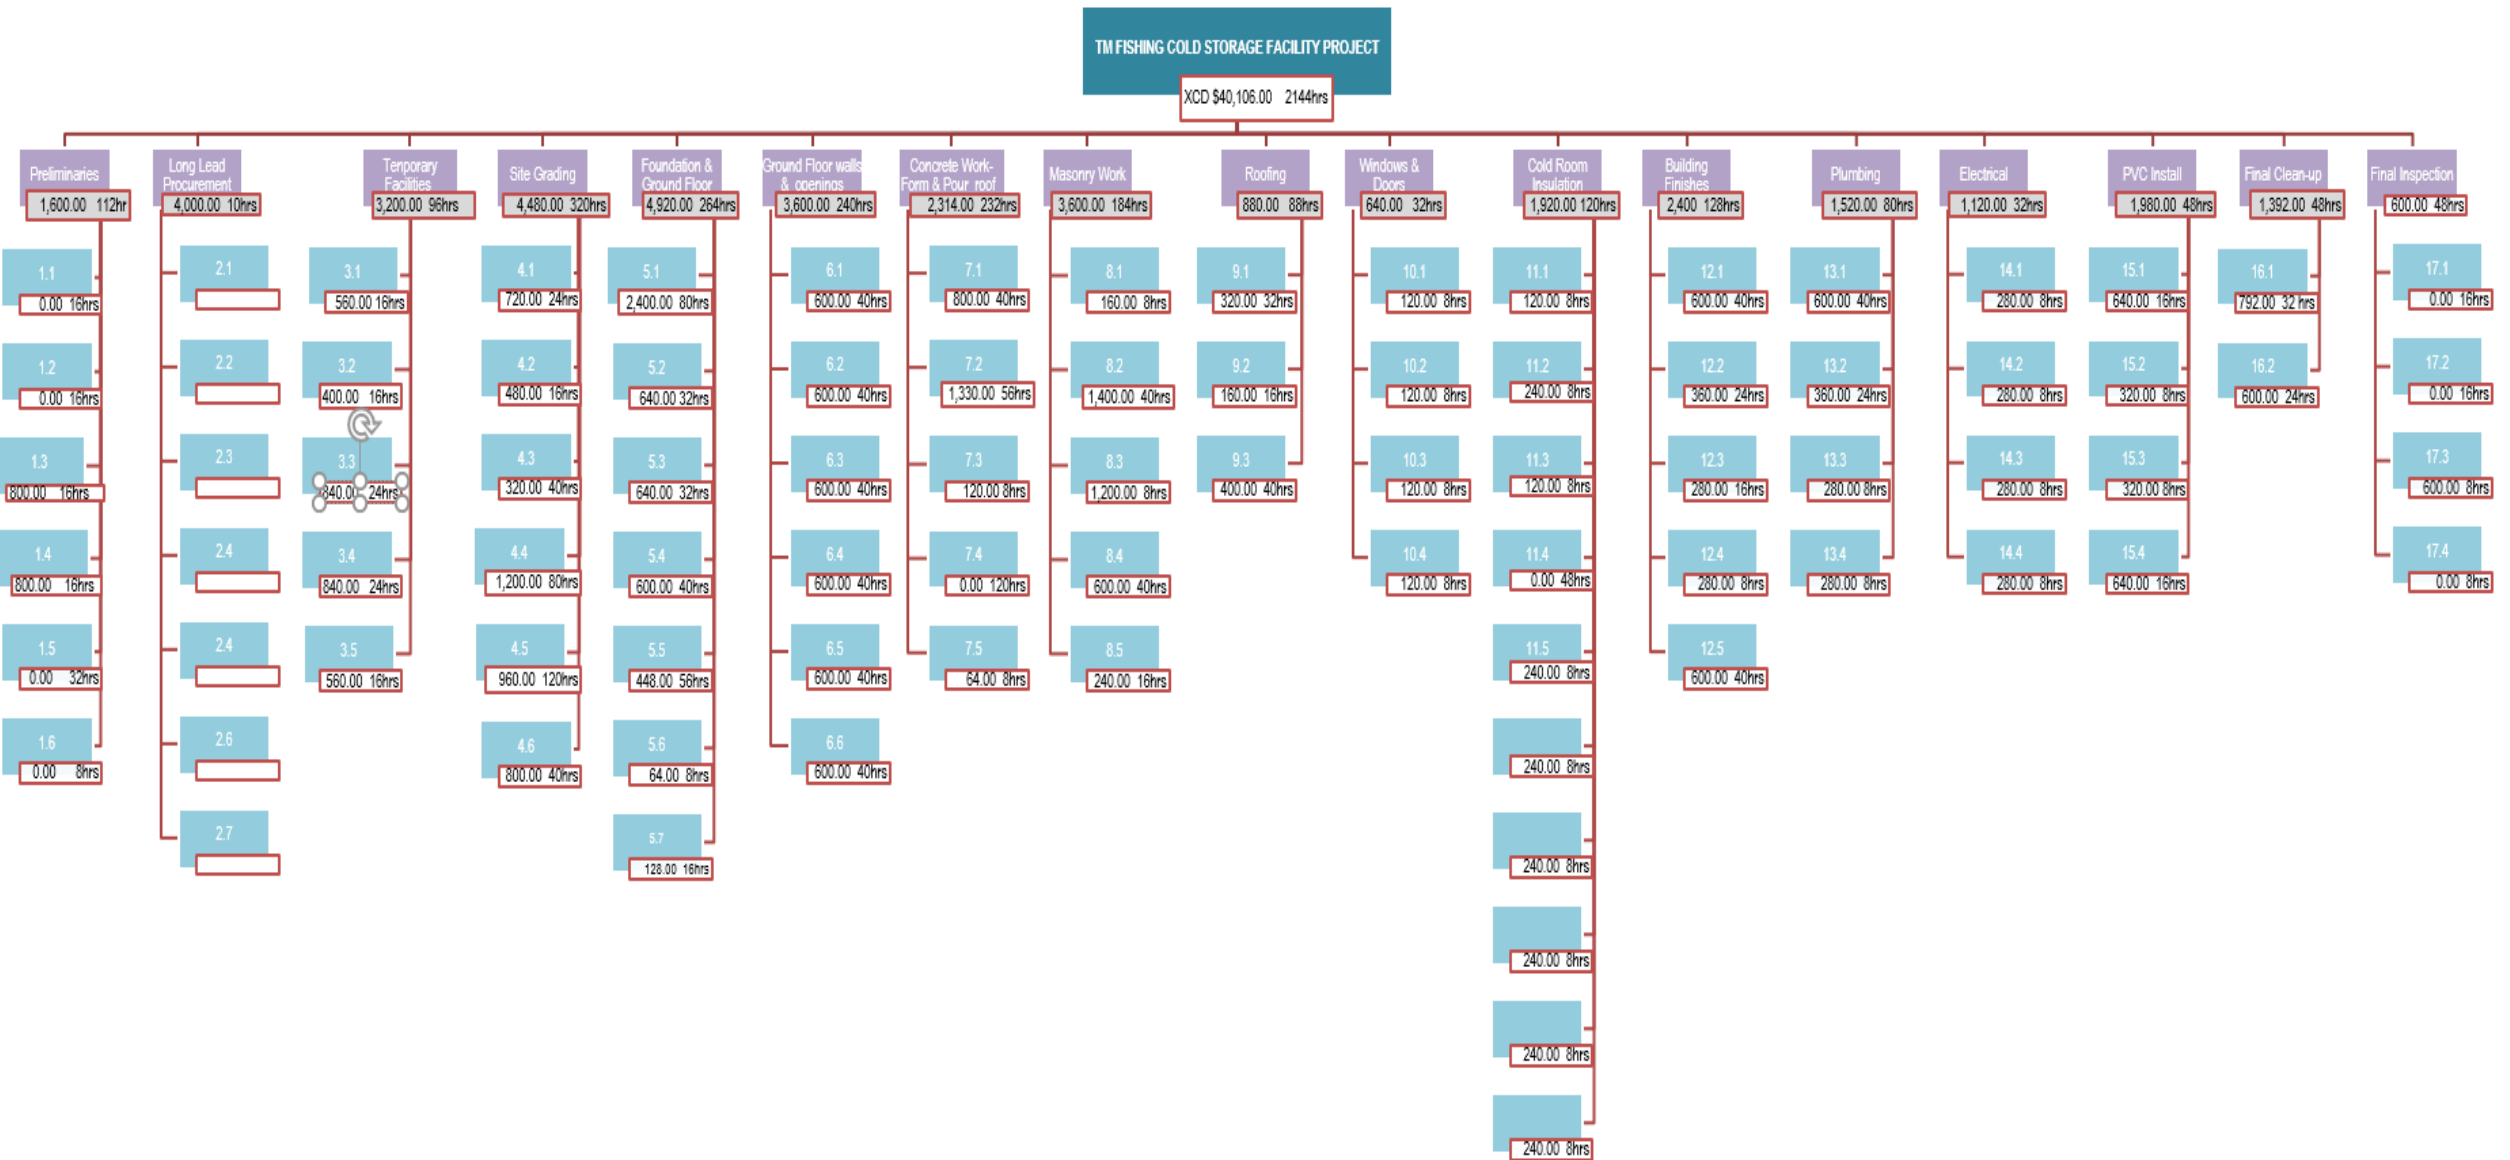 TM FISHING COLD STORAGE FACILITY PROJECT
XCD $40,106.00 2144hrs
Preliminaries
1,600.00 112hr
1.1
0.00 16hrs
1.2
0.00 16hrs
1.3
800.00 16hrs
1.4
800.00 16hrs
1.5
0.00 32hrs
1.6
0.00 8hrs
Long Lead
Procurement
4,000.00 10hrs
2.1
2.2
2.3
2.4
2.4
2.6
2.7
Tenporary
Facilities
3,200.00 96hrs
3.1
560.00 16hrs
3.2
400.00 16hrs
3.3
840.00 24hrs
3.4
840.00 24hrs
3.5
560.00 16hrs
Site Grading
4,480.00 320hrs
4.1
720.00 24hrs
4.2
480.00 16hrs
4.3
320.00 40hrs
4.4
1,200.00 80hrs
4.5
960.00 120hrs
4.6
800.00 40hrs
Foundation &
Ground Floor
4,920.00 264hrs
5.1
2,400.00 80hrs
5.2
640.00 32hrs
5.3
640.00 32hrs
5.4
600.00 40hrs
5.5
448.00 56hrs
5.6
64.00 8hrs
5.7
128.00 16hrs
Ground Floor walls
& openings
3,600.00 240hrs
6.1
600.00 40hrs
6.2
600.00 40hrs
6.3
600.00 40hrs
6.4
600.00 40hrs
6.5
600.00 40hrs
6.6
600.00 40hrs
Concrete Work-
Form & Pour roof
2,314.00 232hrs
7.1
800.00 40hrs
7.2
1,330.00 56hrs
7.3
120.00 8hrs
7.4
0.00 120hrs
7.5
64.00 8hrs
Masonry Work
3,600.00 184hrs
8.1
160.00 8hrs
8.2
1,400.00 40hrs
8.3
1,200.00 8hrs
8.4
600.00 40hrs
8.5
240.00 16hrs
Roofing
880.00 88hrs
9.1
320.00 32hrs
9.2
160.00 16hrs
9.3
400.00 40hrs
Windows &
Doors
640.00 32hrs
10.1
120.00 8hrs
10.2
120.00 8hrs
10.3
120.00 8hrs
10.4
120.00 8hrs
Cold Room
Insulation
1,920.00 120hrs
11.1
120.00 8hrs
11.2
240.00 8hrs
11.3
120.00 8hrs
11.4
0.00 48hrs
11.5
240.00 8hrs
240.00 8hrs
240.00 8hrs
240.00 8hrs
240.00 8hrs
240.00 8hrs
Building
Finishes
2,400 128hrs
12.1
600.00 40hrs
12.2
360.00 24hrs
12.3
280.00 16hrs
12.4
280.00 8hrs
12.5
600.00 40hrs
Plumbing
1,520.00 80hrs
13.1
600.00 40hrs
13.2
360.00 24hrs
13.3
280.00 8hrs
13.4
280.00 8hrs
Electrical
1,120.00 32hrs
14.1
280.00 8hrs
14.2
280.00 8hrs
14.3
280.00 8hrs
14.4
280.00 8hrs
PVC Install
1,980.00 48hrs
15.1
640.00 16hrs
15.2
320.00 8hrs
15.3
320.00 8hrs
15.4
640.00 16hrs
Final Clean-up
1,392.00 48hrs
16.1
792.00 32 hrs
16.2
600.00 24hrs
Final Inspection
600.00 48hrs
17.1
0.00 16hrs
17.2
0.00 16hrs
17.3
600.00 8hrs
17.4
0.00 8hrs